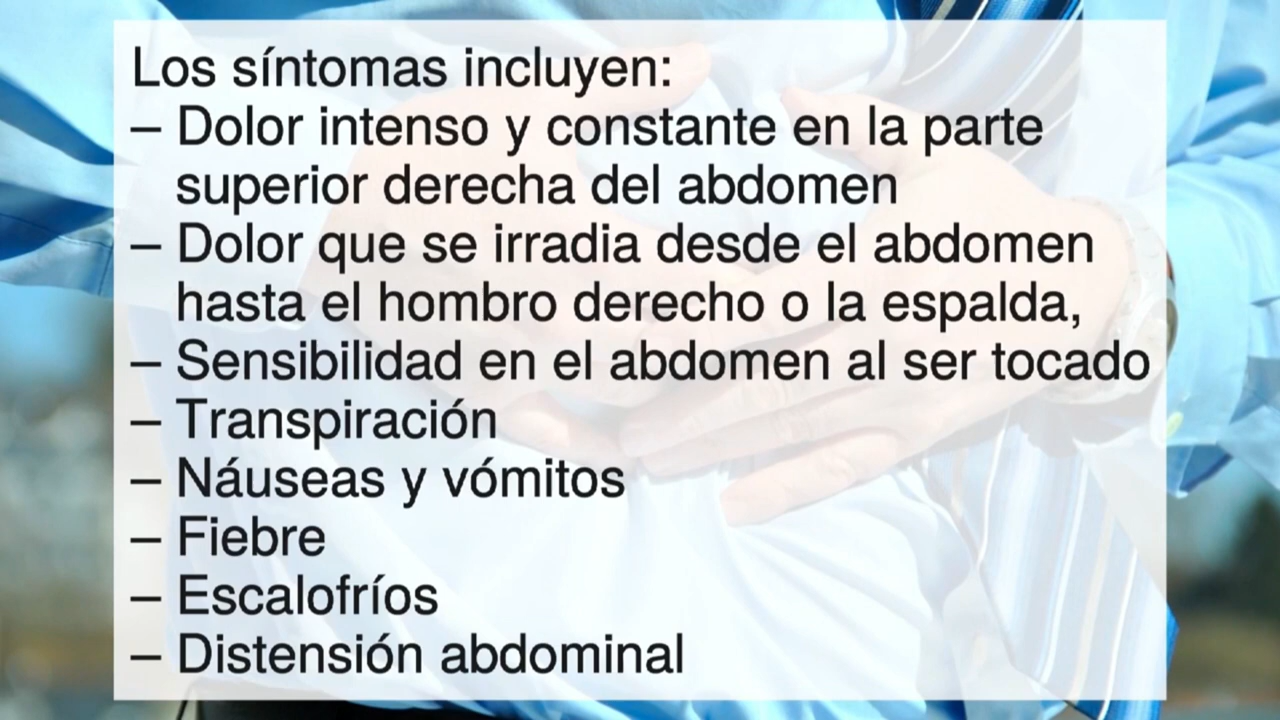 Los síntomas incluyen:
– Dolor intenso y constante en la parte
superior derecha del abdomen
– Dolor que se irradia desde el abdomen
hasta el hombro derecho o la espalda,
– Sensibilidad en el abdomen al ser tocado
– Transpiración
– Náuseas y vómitos
– Fiebre
– Escalofríos
– Distensión abdominal